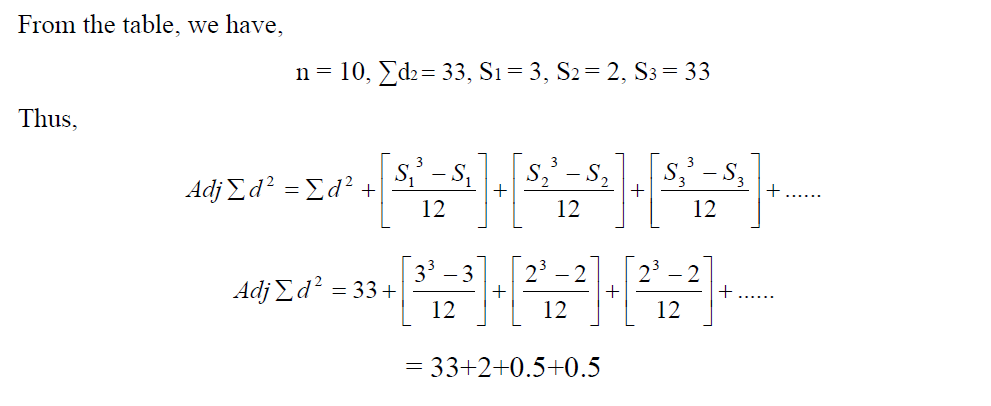 From the table, we have,
n = 10, ∑d2 = 33, S1 = 3, S2 = 2, S3 = 33
Thus,
Adj ∑ d² = ∑ d² + [(S₁³ − S₁)/12] + [(S₂³ − S₂)/12] + [(S₃³ − S₃)/12] + ......
Adj ∑ d² = 33 + [(3³ − 3)/12] + [(2³ − 2)/12] + [(2³ − 2)/12] + ......
= 33+2+0.5+0.5